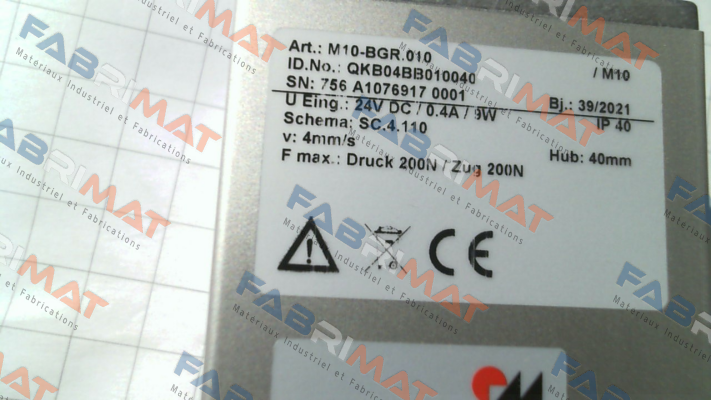 Art.: M10-BGR.010
ID.No.: QKB04BB010040 / M10
SN: 756 A1076917 0001 Bj.: 39/2021
U Eing.: 24V DC / 0.4A / 9W IP 40
Schema: SC.4.110
v: 4mm/s Hub: 40mm
F max.: Druck 200N / Zug 200N
CE
FABRIMAT
Materiaux Industriel et Fabrications